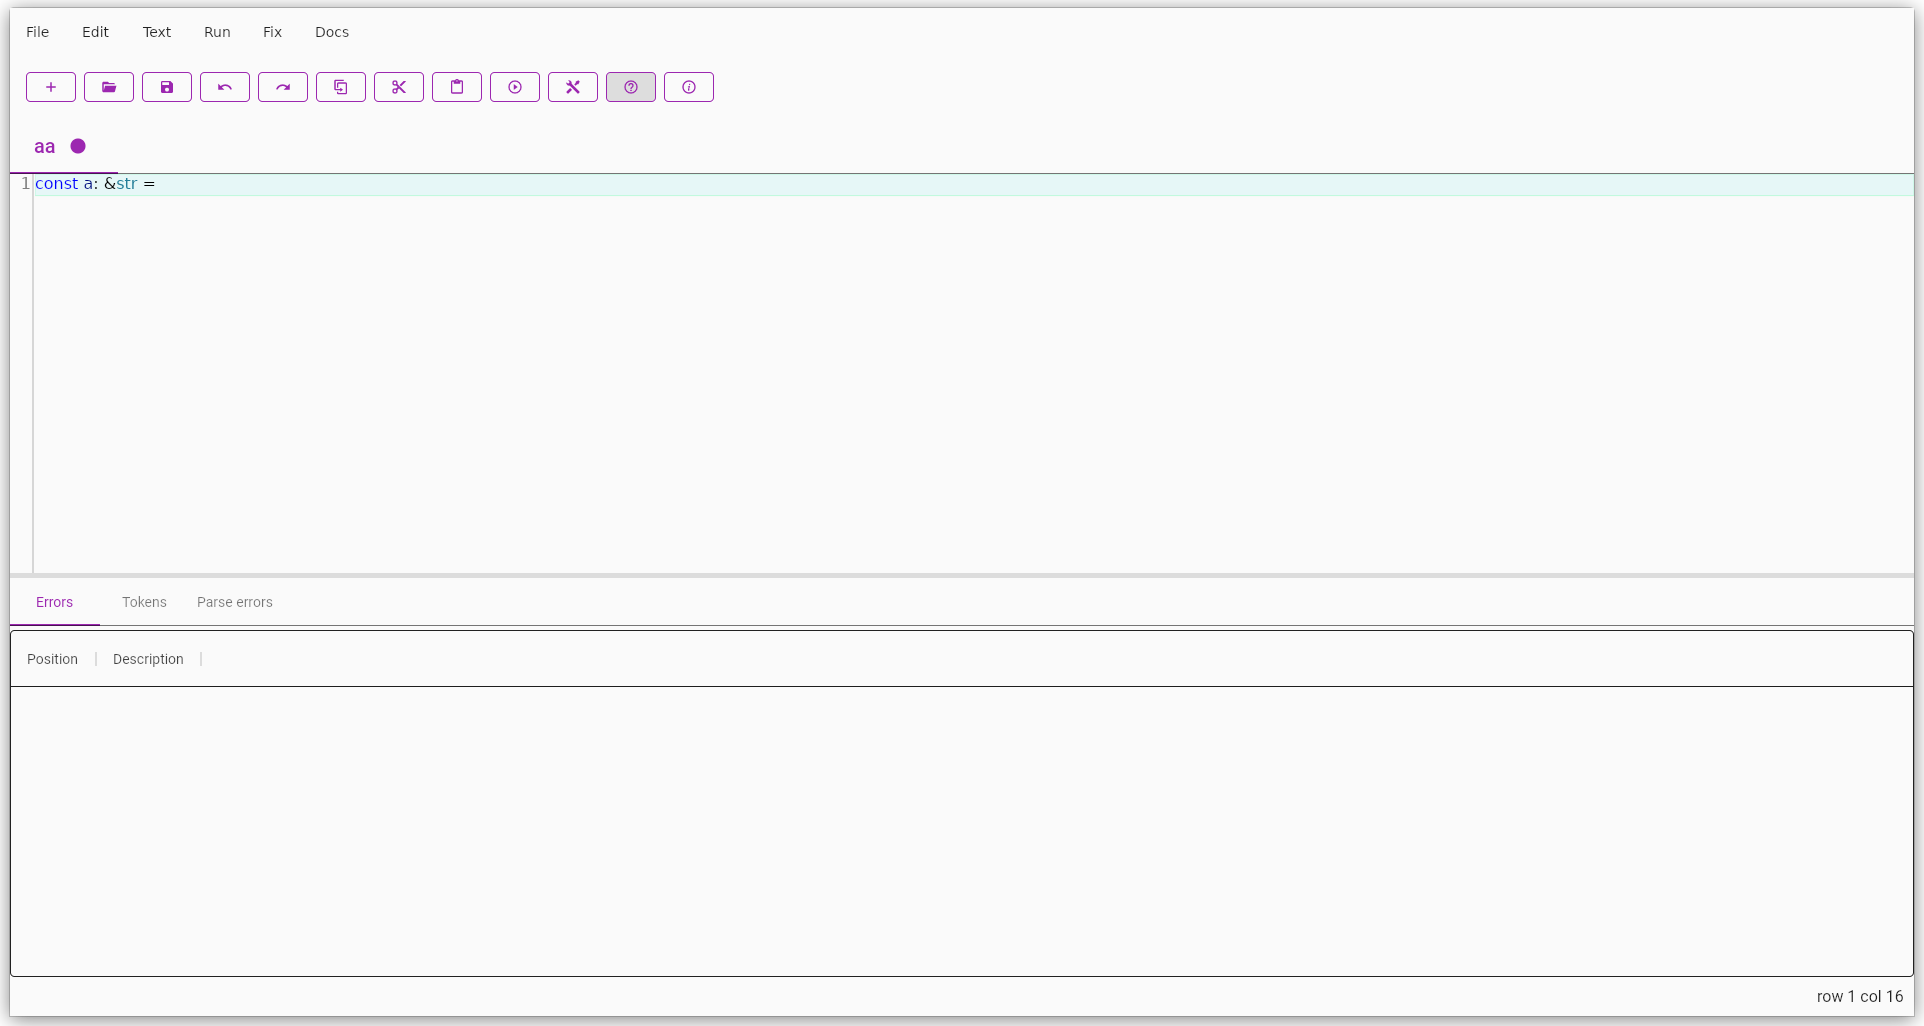 File Edit Text Run Fix Docs
aa
1 const a: &str =
Errors Tokens Parse errors
Position Description
row 1 col 16